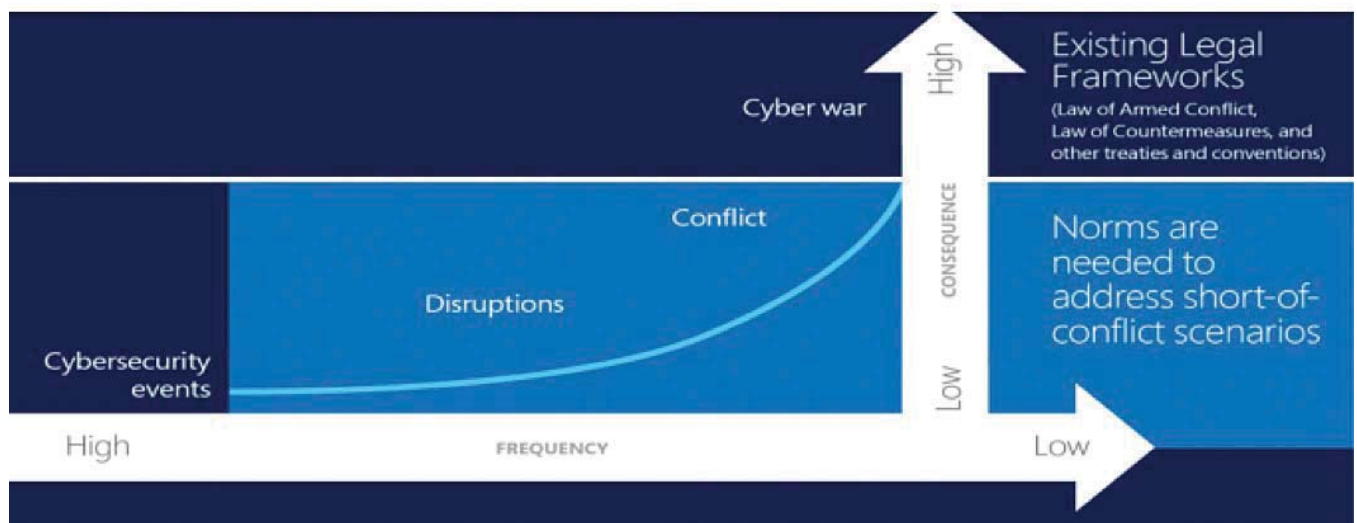 Existing Legal
Frameworks
(Law of Armed Conflict,
Law of Countermeasures, and
other treaties and conventions)
High
Cyber war
Conflict
CONSEQUENCE
Norms are
needed to
address short-of-
conflict scenarios
Disruptions
Cybersecurity
events
Low
High
FREQUENCY
Low